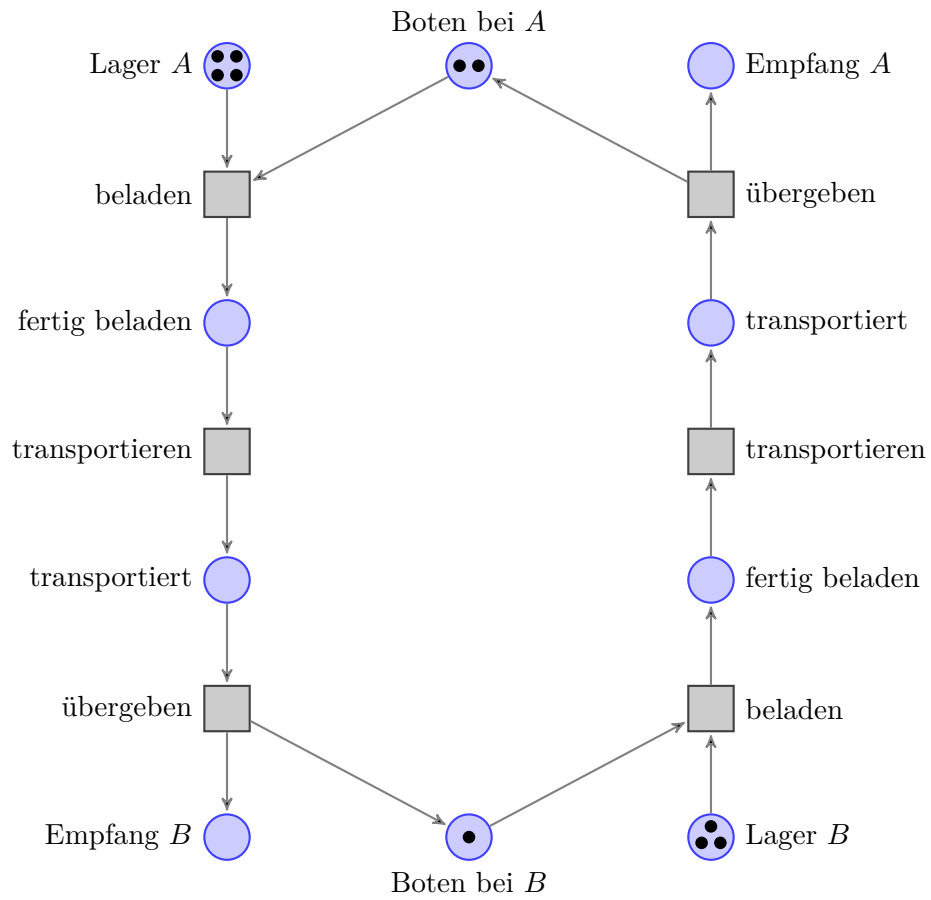 Boten bei A
Lager A
Empfang A
beladen
übergeben
fertig beladen
transportiert
transportieren
transportieren
transportiert
fertig beladen
übergeben
beladen
Empfang B
Lager B
Boten bei B